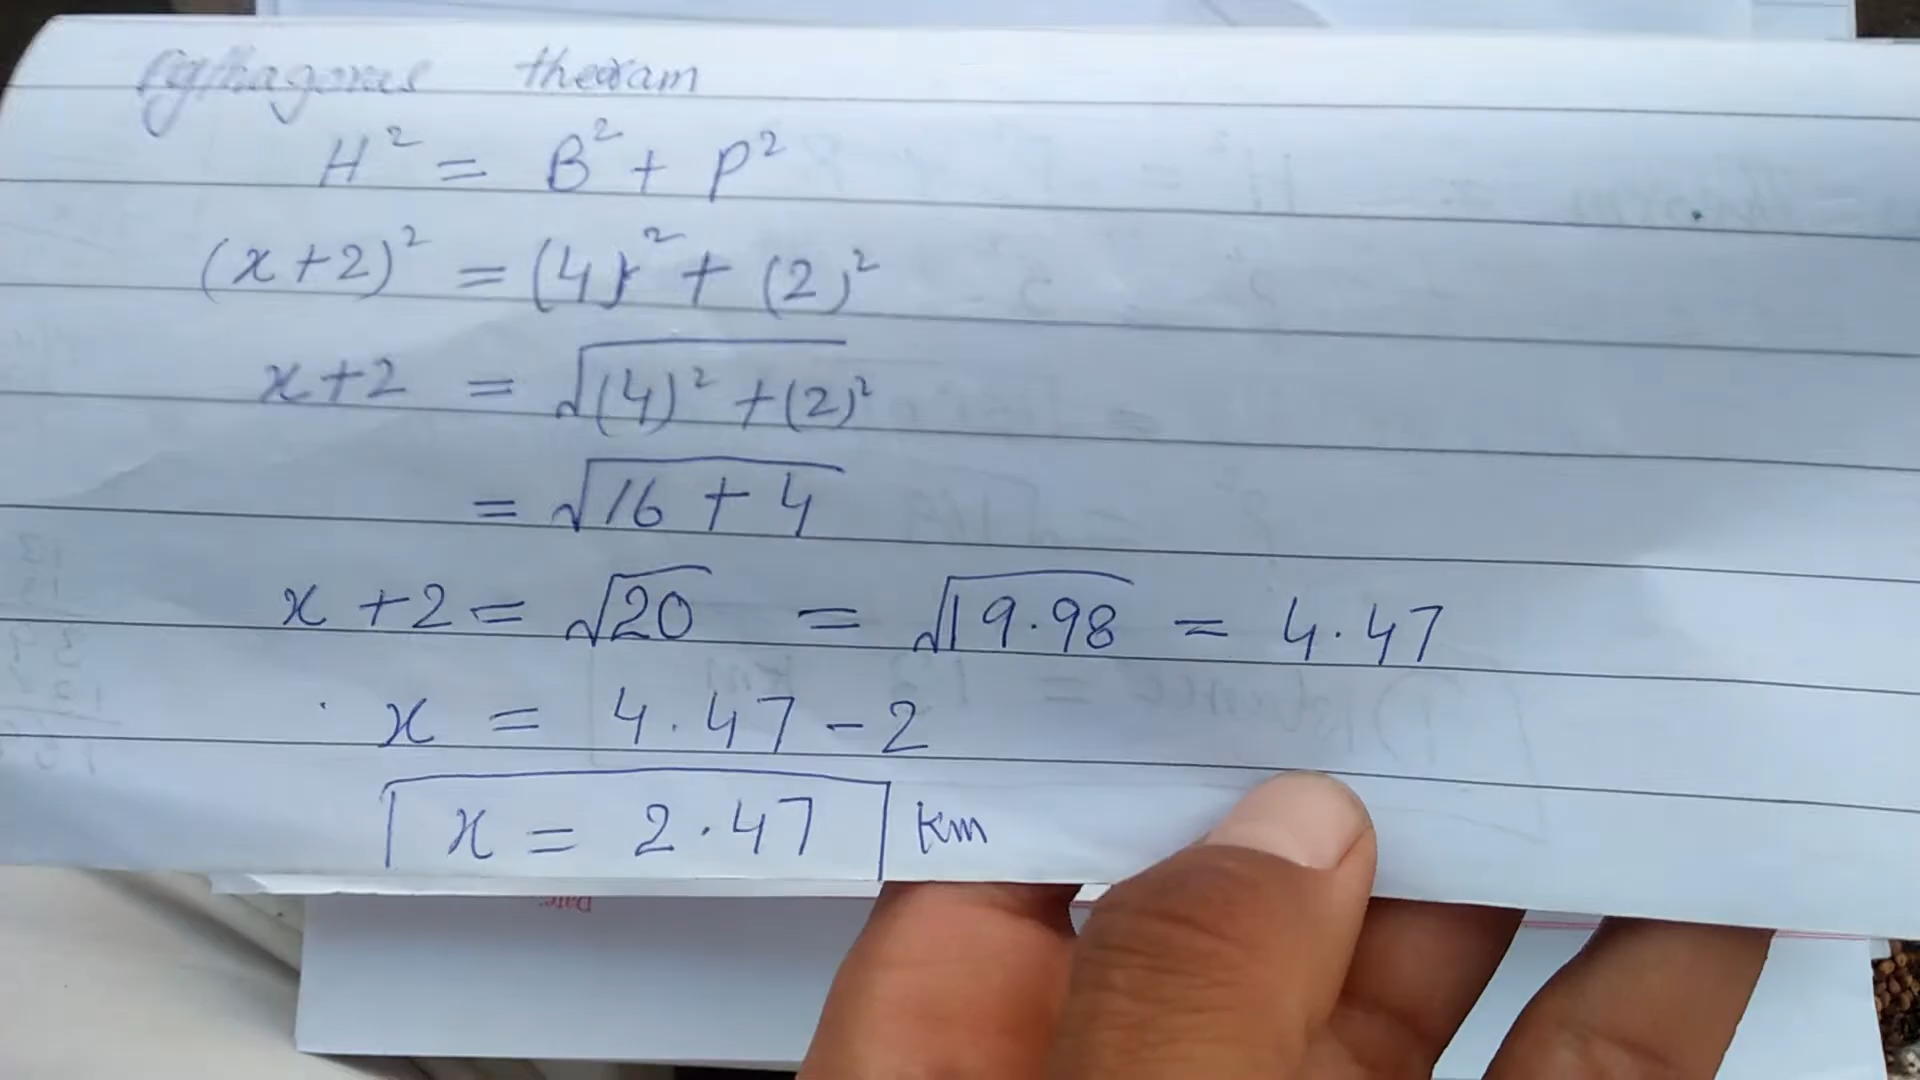 Pythagoras theoram
H² = B² + P²
(x+2)² = (4)² + (2)²
x+2 = √(4)² + (2)²
= √16 + 4
x + 2 = √20 = √19.98 = 4.47
x = 4.47 - 2
x = 2.47 km
Date: